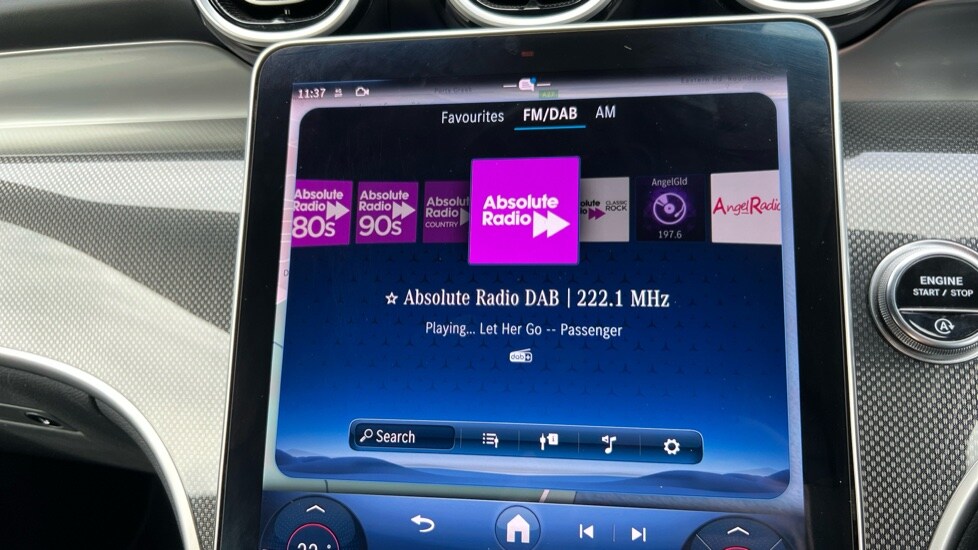 11:37
Favourites FM/DAB AM
Absolute Radio 80s
Absolute Radio 90s
Absolute Radio COUNTRY
Absolute Radio
CLASSIC ROCK
AngelGld
197.6
Angel Radio
☆ Absolute Radio DAB | 222.1 MHz
Playing... Let Her Go -- Passenger
dab+
Search
ENGINE
START / STOP
A